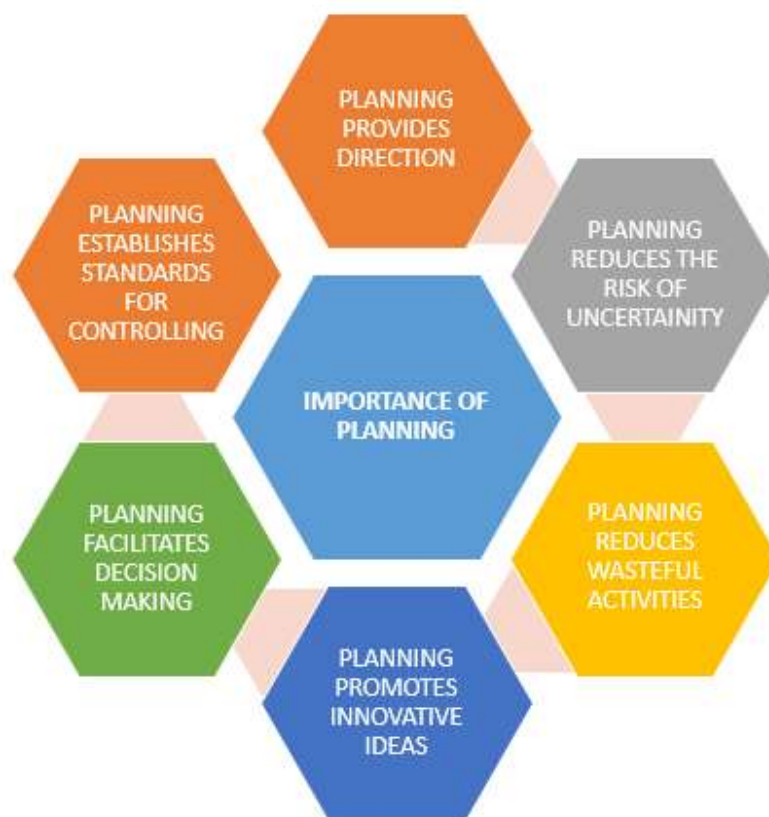 PLANNING
PROVIDES
DIRECTION
PLANNING
REDUCES THE
RISK OF
UNCERTAINITY
PLANNING
REDUCES
WASTEFUL
ACTIVITIES
PLANNING
PROMOTES
INNOVATIVE
IDEAS
PLANNING
FACILITATES
DECISION
MAKING
PLANNING
ESTABLISHES
STANDARDS
FOR
CONTROLLING
IMPORTANCE OF
PLANNING